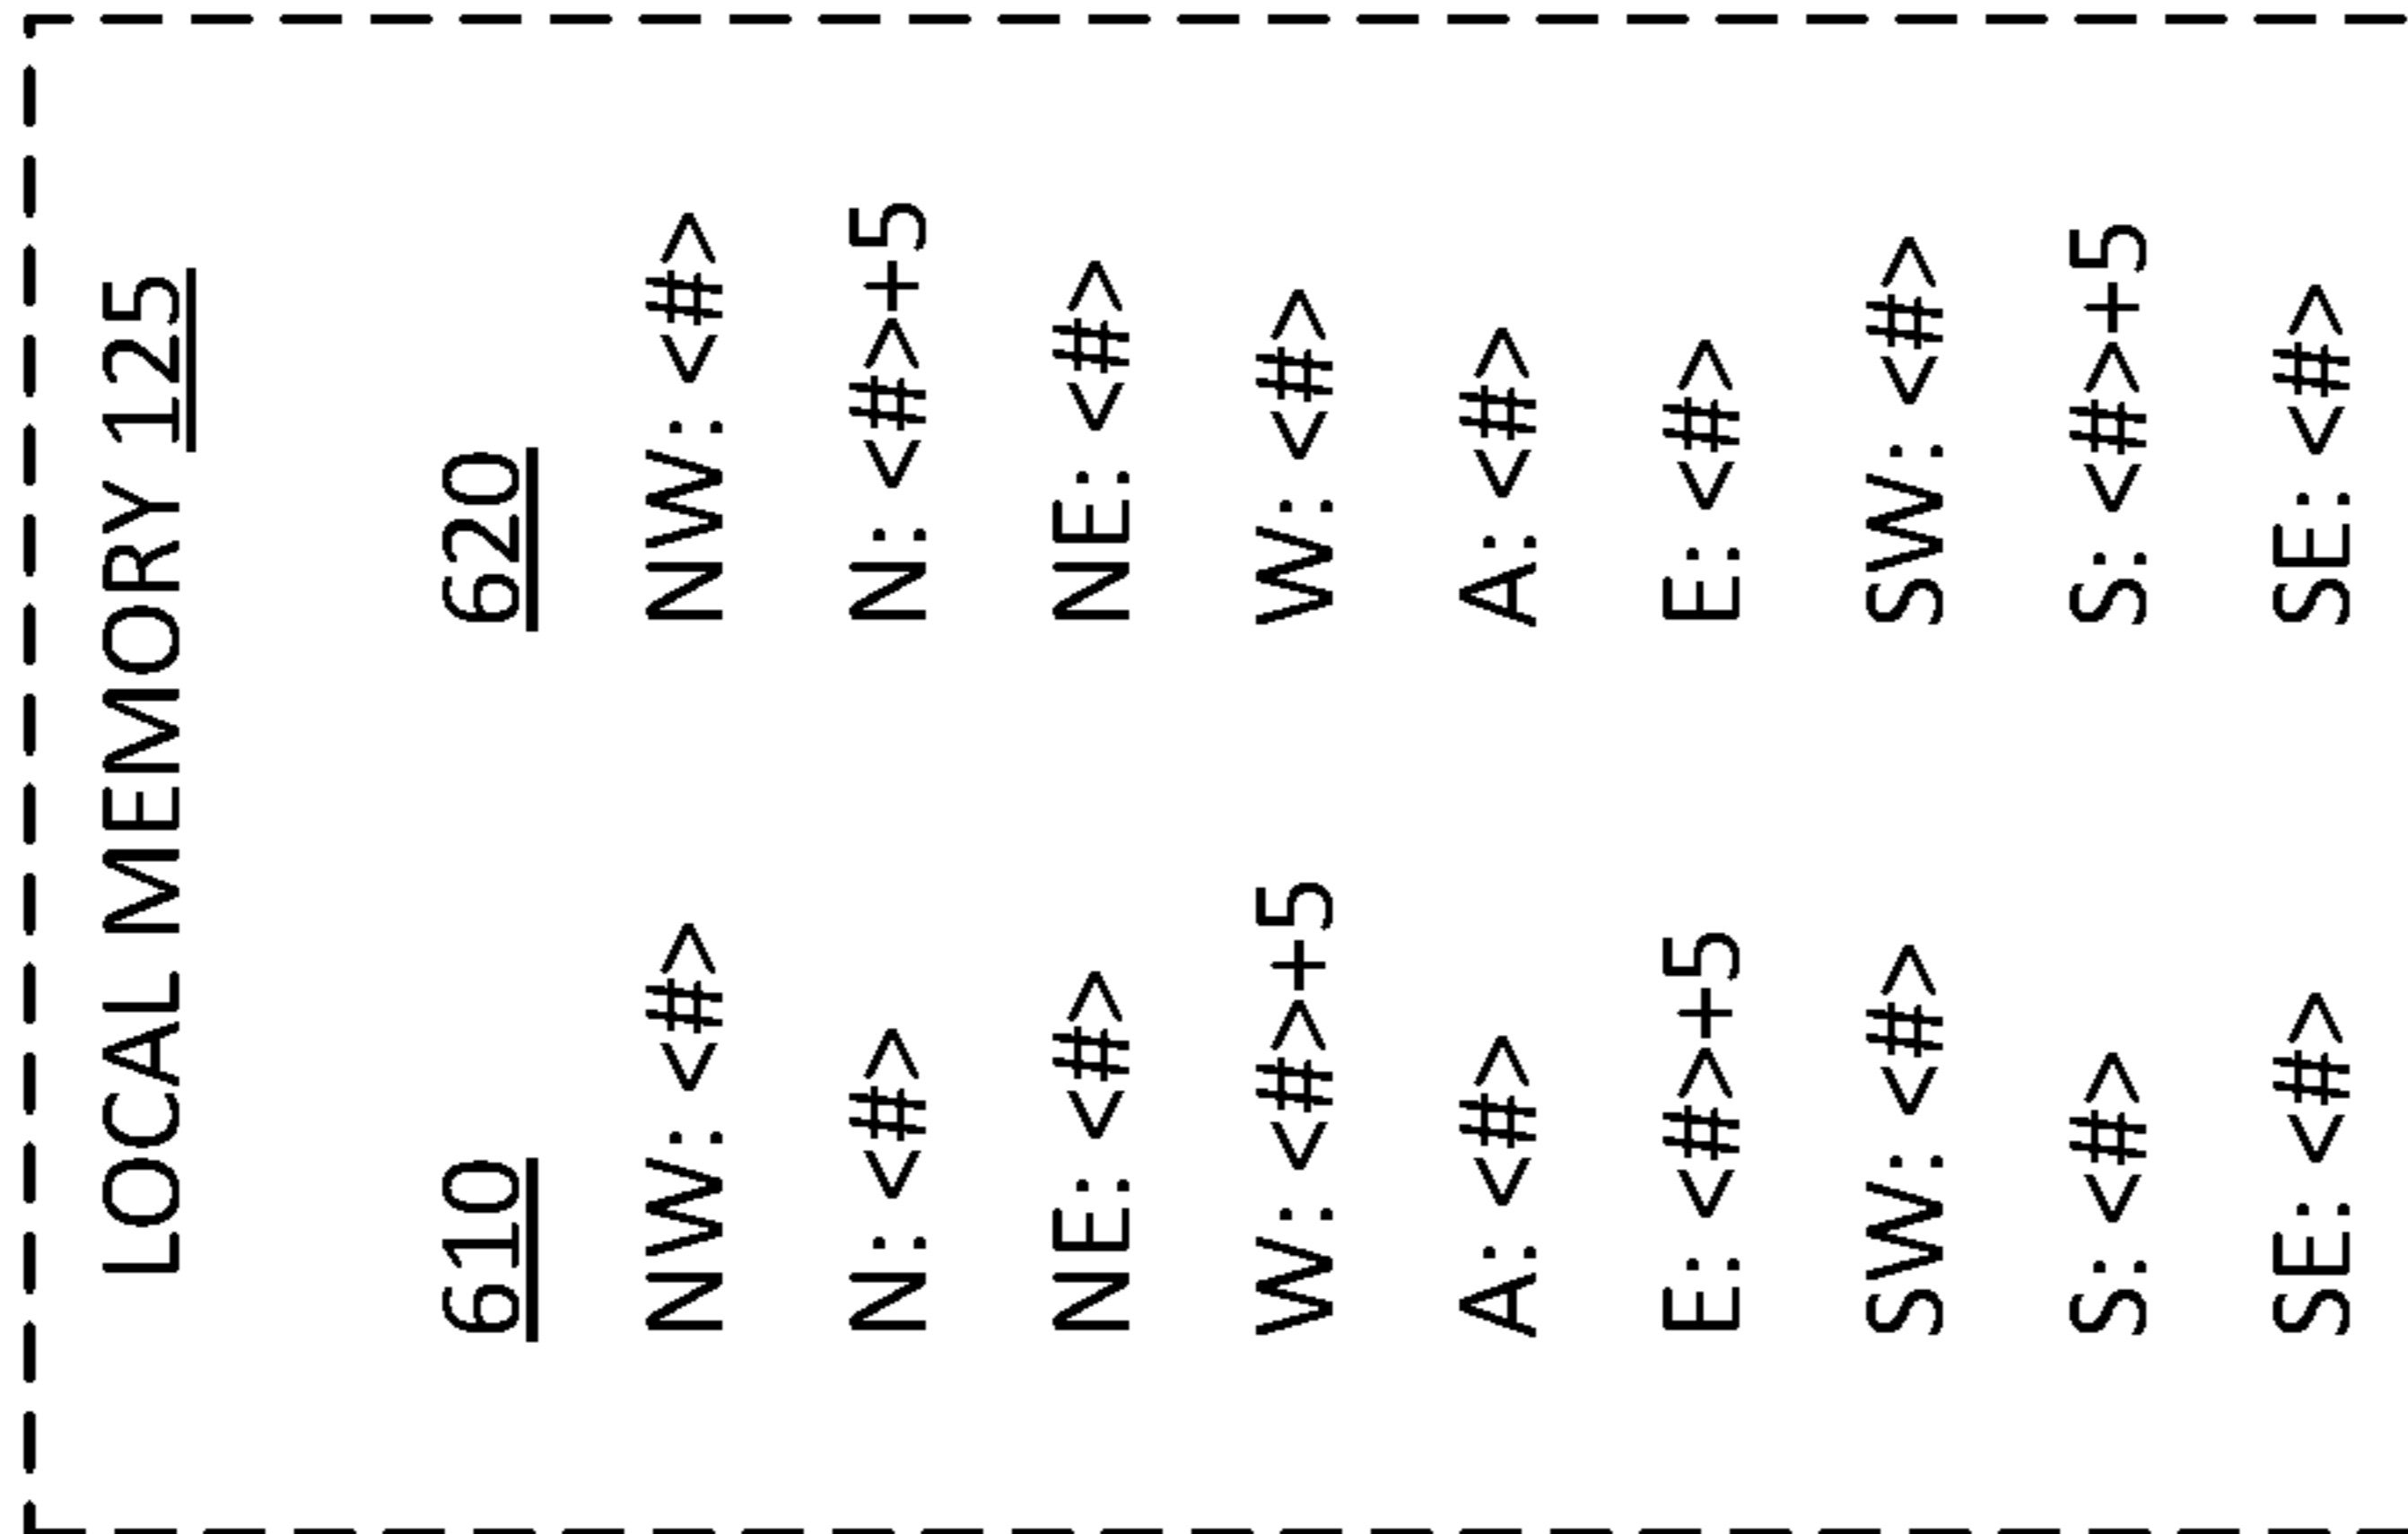 LOCAL MEMORY 125
610 620
NW: <#> NW: <#>
N: <#> N: <#>+5
NE: <#> NE: <#>
W: <#>+5 W: <#>
A: <#> A: <#>
E: <#>+5 E: <#>
SW: <#> SW: <#>
S: <#> S: <#>+5
SE: <#> SE: <#>